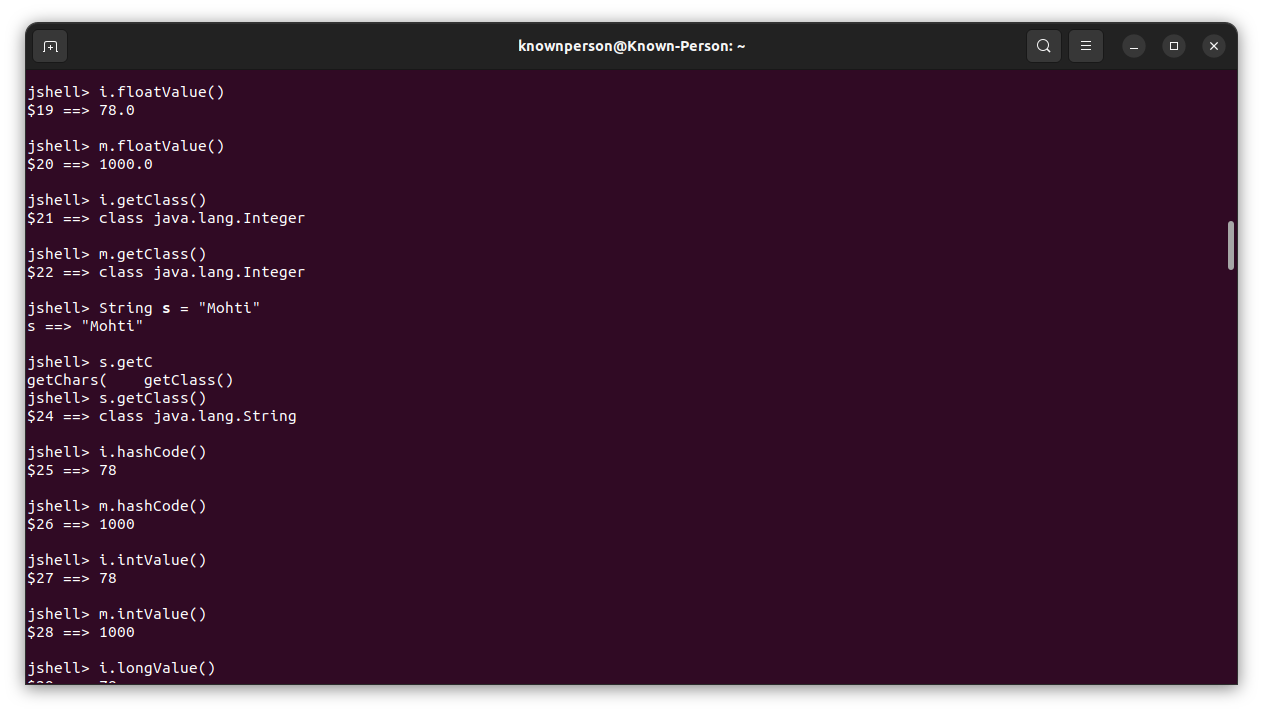 knownperson@Known-Person: ~
jshell> i.floatValue()
$19 ==> 78.0
jshell> m.floatValue()
$20 ==> 1000.0
jshell> i.getClass()
$21 ==> class java.lang.Integer
jshell> m.getClass()
$22 ==> class java.lang.Integer
jshell> String s = "Mohti"
s ==> "Mohti"
jshell> s.getC
getChars(    getClass()
jshell> s.getClass()
$24 ==> class java.lang.String
jshell> i.hashCode()
$25 ==> 78
jshell> m.hashCode()
$26 ==> 1000
jshell> i.intValue()
$27 ==> 78
jshell> m.intValue()
$28 ==> 1000
jshell> i.longValue()